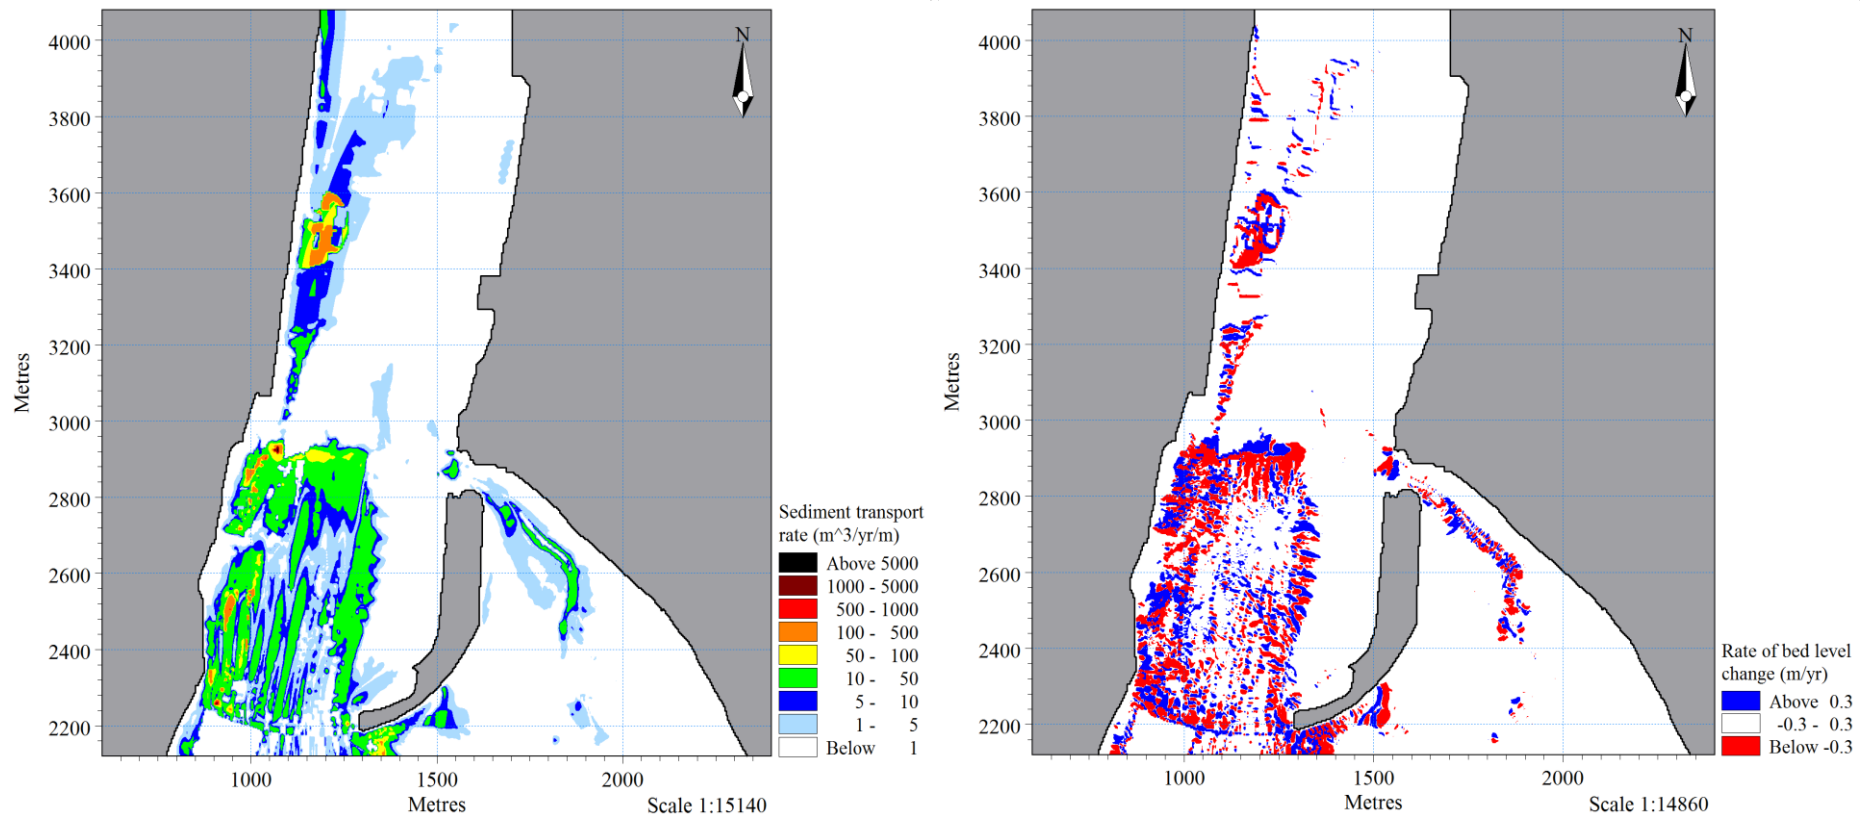 N
4000
3800
3600
3400
3200
3000
2800
2600
2400
2200
Metres
1000
1500
2000
Metres
Scale 1:15140
Sediment transport
rate (m^3/yr/m)
Above 5000
1000 - 5000
500 - 1000
100 - 500
50 - 100
10 - 50
5 - 10
1 - 5
Below 1
N
4000
3800
3600
3400
3200
3000
2800
2600
2400
2200
Metres
1000
1500
2000
Metres
Scale 1:14860
Rate of bed level
change (m/yr)
Above 0.3
-0.3 - 0.3
Below -0.3